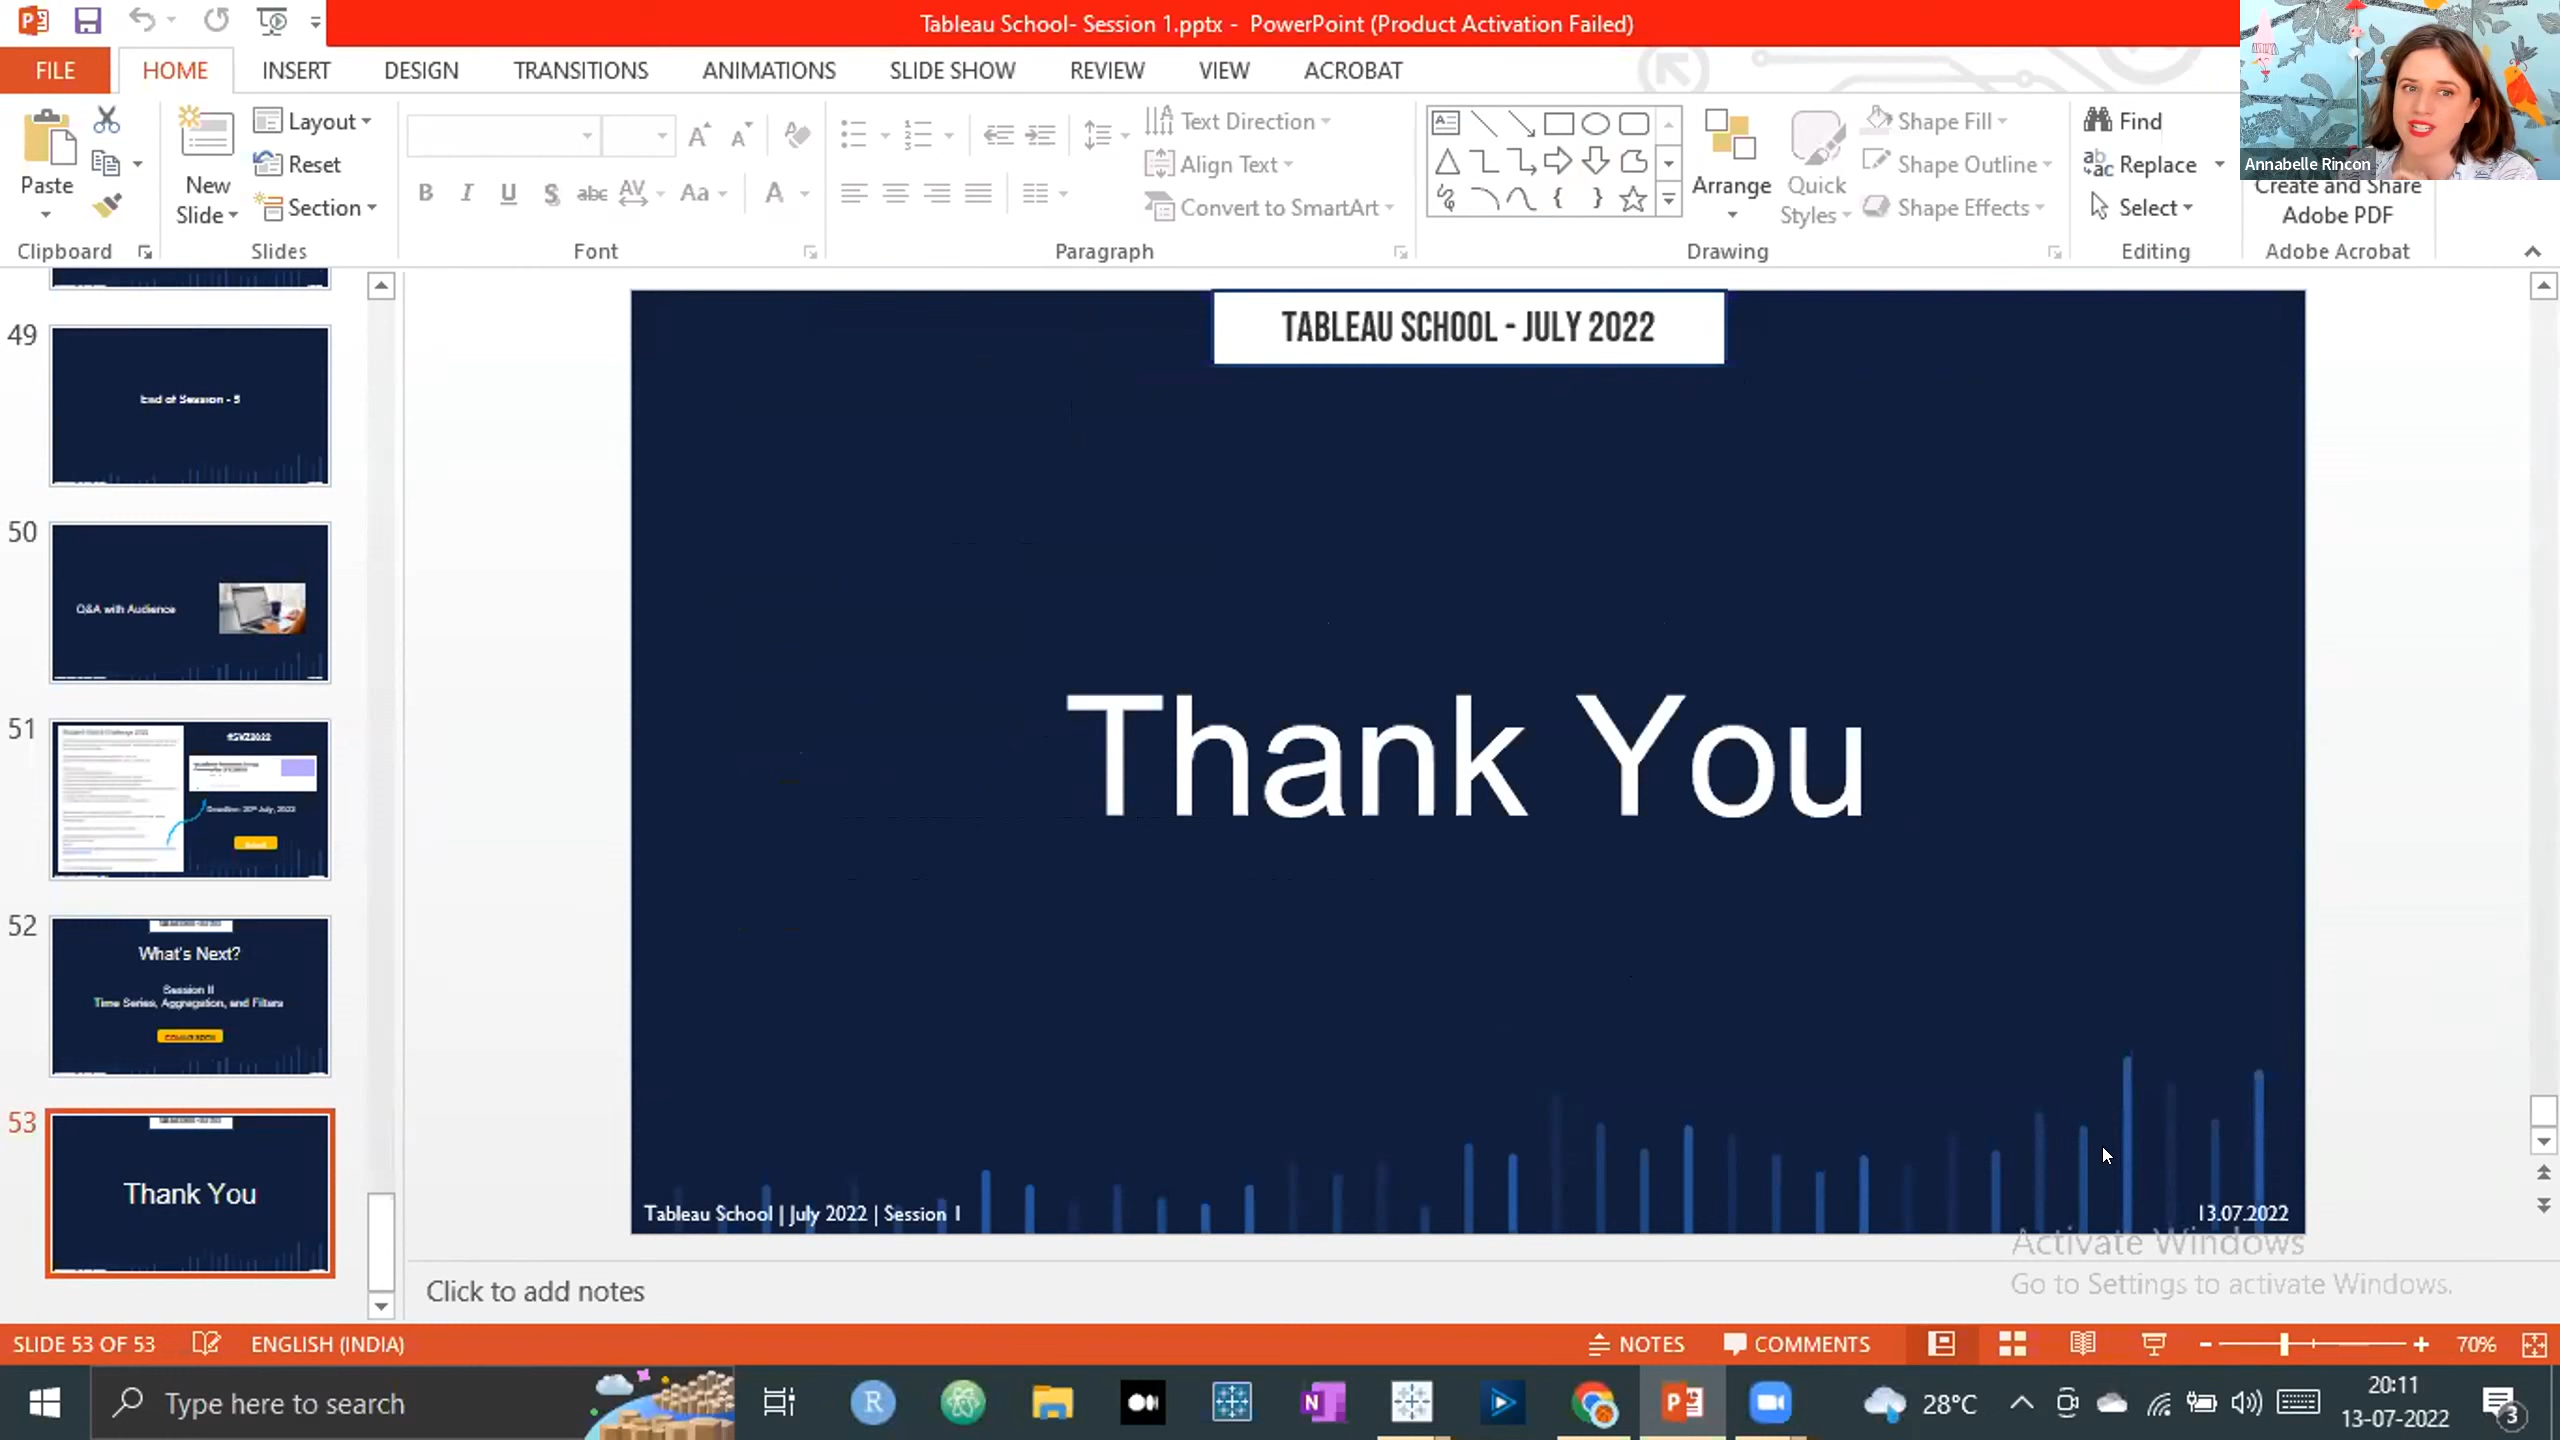 Tableau School- Session 1.pptx - PowerPoint (Product Activation Failed)
FILE HOME INSERT DESIGN TRANSITIONS ANIMATIONS SLIDE SHOW REVIEW VIEW ACROBAT
Annabelle Rincon
Paste
Clipboard
New
Slide
Layout
Reset
Section
Slides
B I U S abc AV Aa A
Font
Text Direction
Align Text
Convert to SmartArt
Paragraph
Arrange
Quick
Styles
Shape Fill
Shape Outline
Shape Effects
Drawing
Find
Replace
Select
Editing
Create and Share
Adobe PDF
Adobe Acrobat
49
End of Session - 5
50
Q&A with Audience
51
#SVZ2022
52
What's Next?
Session II
Time Series, Aggregation, and Filters
53
Thank You
TABLEAU SCHOOL - JULY 2022
Thank You
Tableau School | July 2022 | Session 1
13.07.2022
Activate Windows
Go to Settings to activate Windows.
Click to add notes
SLIDE 53 OF 53 ENGLISH (INDIA) NOTES COMMENTS 70%
Type here to search
28°C
20:11
13-07-2022
3